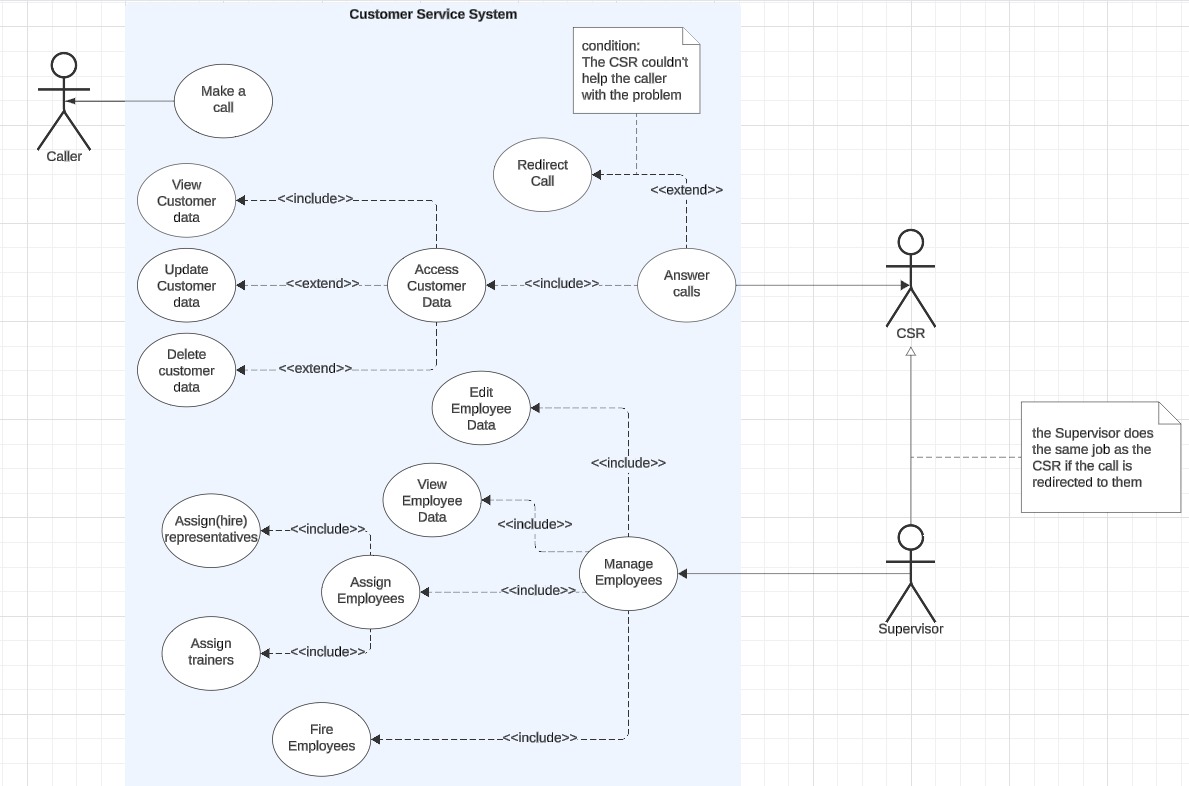 Customer Service System
condition:
The CSR couldn't
help the caller
with the problem
Make a
call
Caller
Redirect
Call
<<extend>>
View
Customer
data
<<include>>
Update
Customer
data
<<extend>>
Access
Customer
Data
<<include>>
Answer
calls
CSR
Delete
customer
data
<<extend>>
Edit
Employee
Data
<<include>>
the Supervisor does
the same job as the
CSR if the call is
redirected to them
View
Employee
Data
<<include>>
Assign(hire)
representatives
<<include>>
Manage
Employees
Assign
Employees
<<include>>
Supervisor
Assign
trainers
<<include>>
Fire
Employees
<<include>>